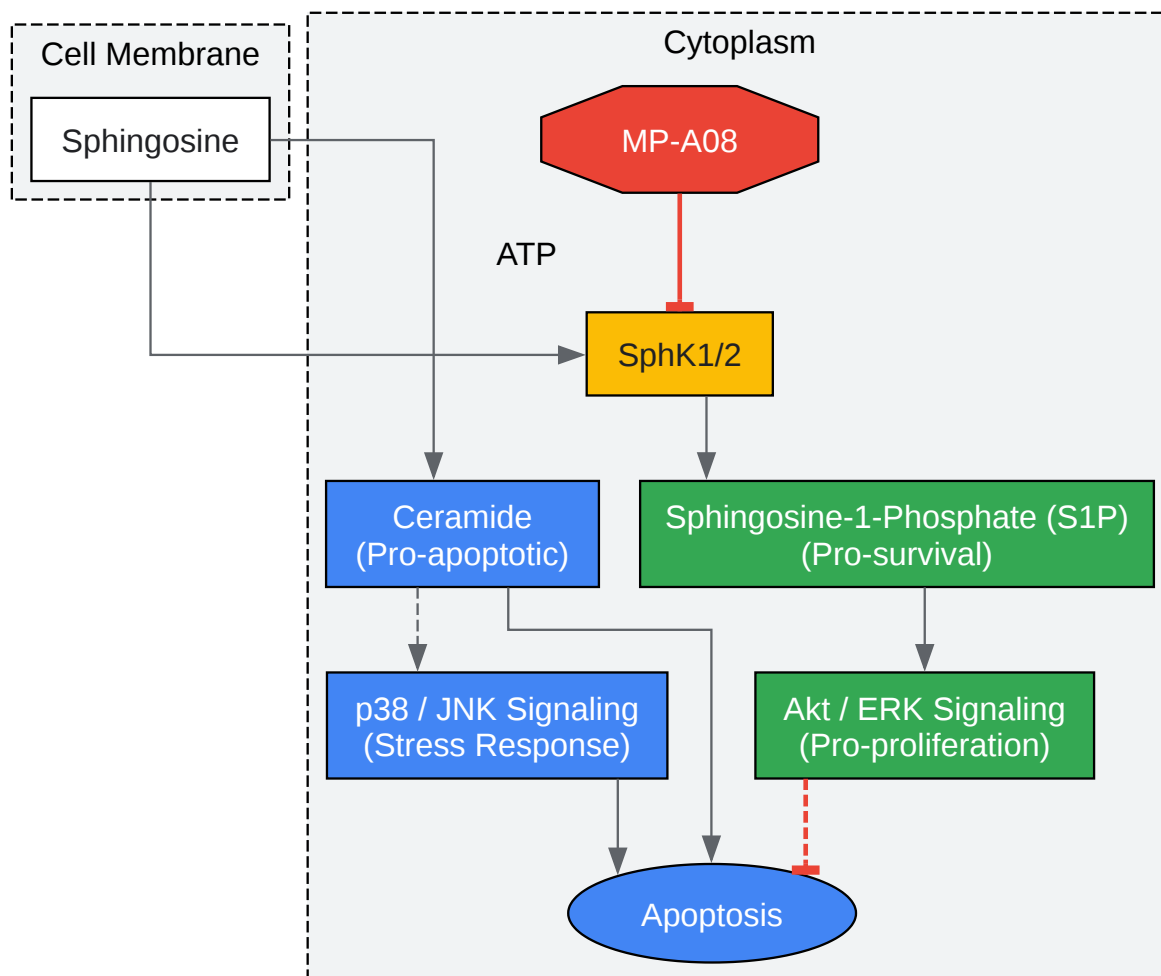 Cell Membrane
Cytoplasm
Sphingosine
MP-A08
ATP
SphK1/2
Ceramide
(Pro-apoptotic)
Sphingosine-1-Phosphate (S1P)
(Pro-survival)
p38 / JNK Signaling
(Stress Response)
Akt / ERK Signaling
(Pro-proliferation)
Apoptosis